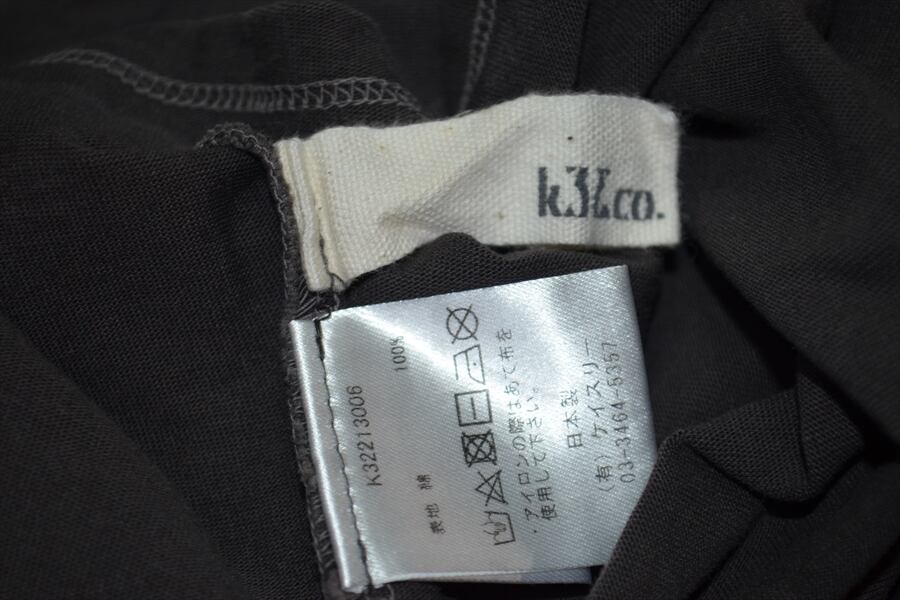 k3&co.
K32213006
表地 綿 100%
・アイロンの際はあて布を
使用して下さい。
日本製
(有)ケイスリー
03-3464-5357